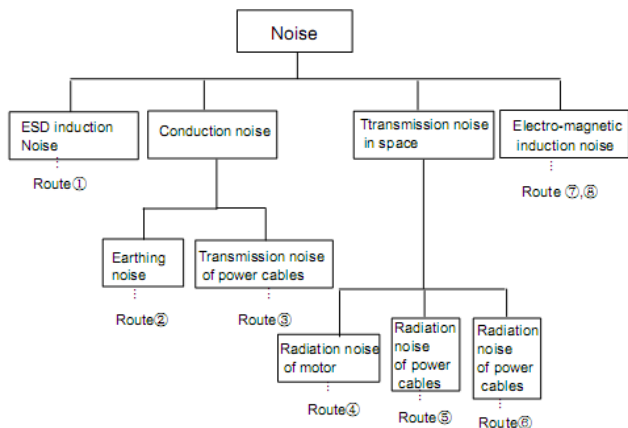 Noise
ESD induction
Noise
Conduction noise
Ttransmission noise
in space
Electro-magnetic
induction noise
Route①
Route ⑦,⑧
Earthing
noise
Transmission noise
of power cables
Route②
Route③
Radiation noise
of motor
Radiation
noise
of power
cables
Radiation
noise
of power
cables
Route④
Route⑤
Route⑥